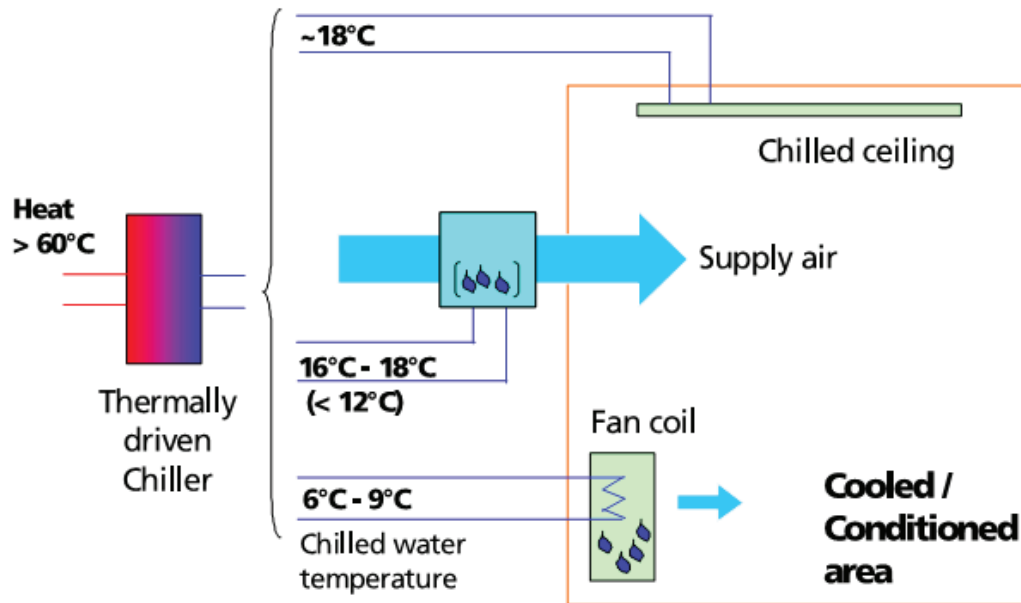 ~18°C
Chilled ceiling
Heat
> 60°C
Supply air
16°C - 18°C
(< 12°C)
Thermally
driven
Chiller
Fan coil
6°C - 9°C
Chilled water
temperature
Cooled /
Conditioned
area